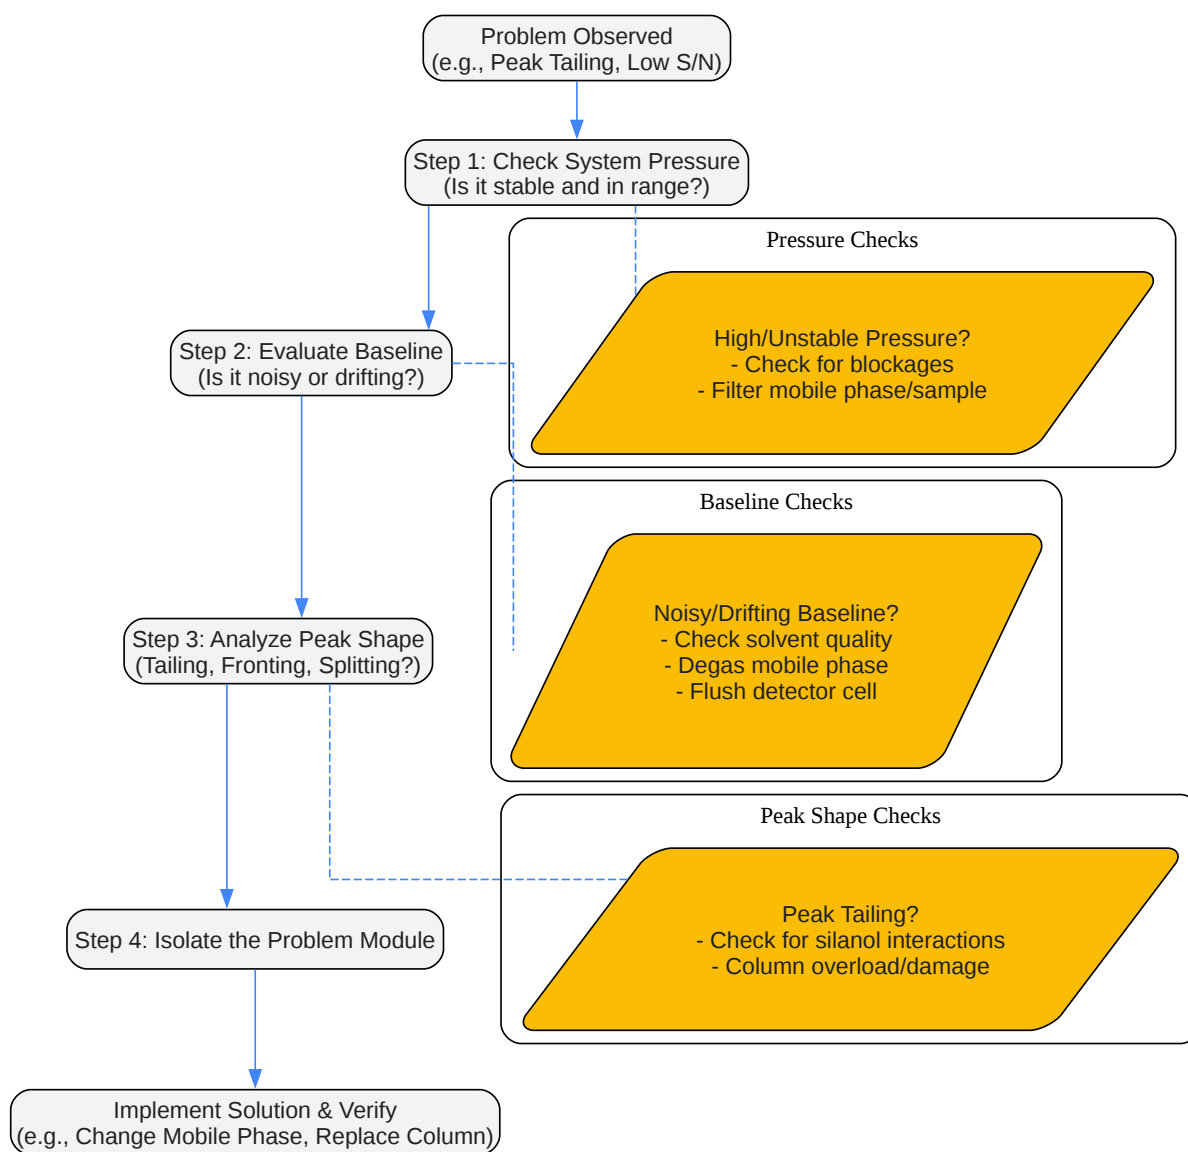 Problem Observed
(e.g., Peak Tailing, Low S/N)
Step 1: Check System Pressure
(Is it stable and in range?)
Pressure Checks
High/Unstable Pressure?
- Check for blockages
- Filter mobile phase/sample
Step 2: Evaluate Baseline
(Is it noisy or drifting?)
Baseline Checks
Noisy/Drifting Baseline?
- Check solvent quality
- Degas mobile phase
- Flush detector cell
Step 3: Analyze Peak Shape
(Tailing, Fronting, Splitting?)
Peak Shape Checks
Peak Tailing?
- Check for silanol interactions
- Column overload/damage
Step 4: Isolate the Problem Module
Implement Solution & Verify
(e.g., Change Mobile Phase, Replace Column)